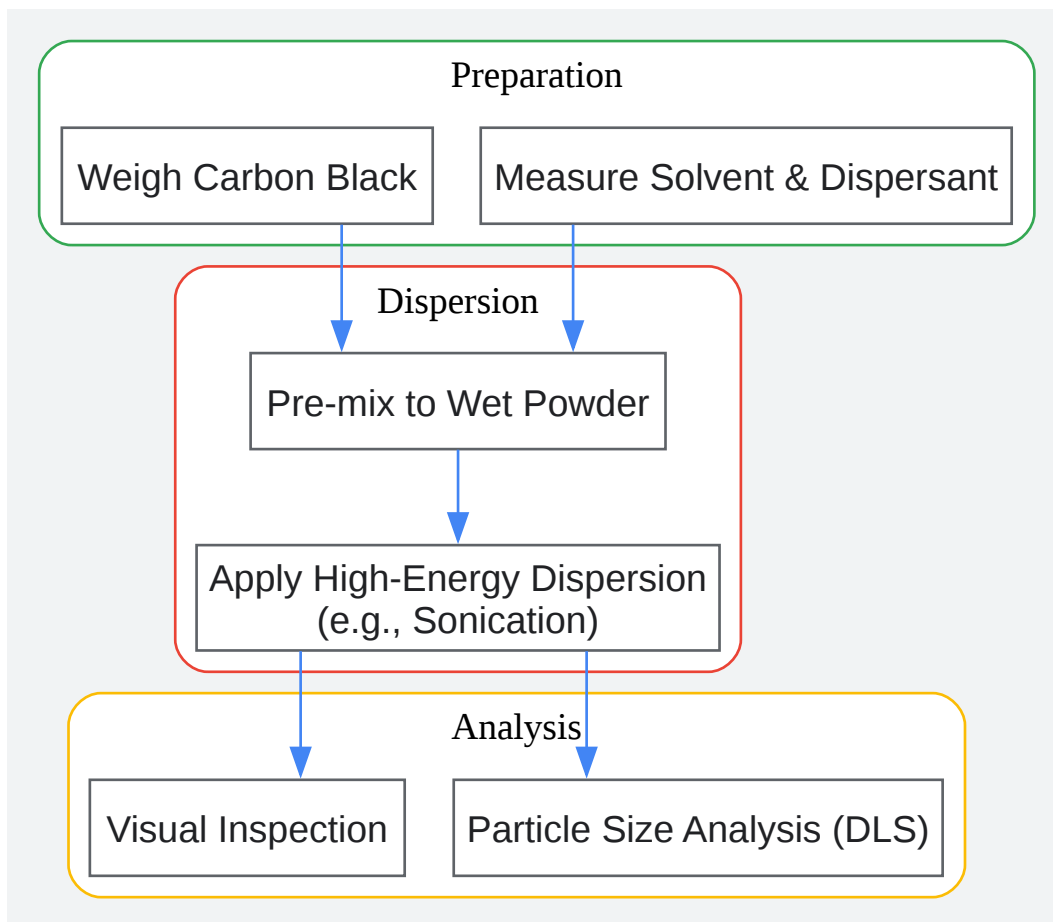 Preparation
Weigh Carbon Black
Measure Solvent & Dispersant
Dispersion
Pre-mix to Wet Powder
Apply High-Energy Dispersion
(e.g., Sonication)
Analysis
Visual Inspection
Particle Size Analysis (DLS)